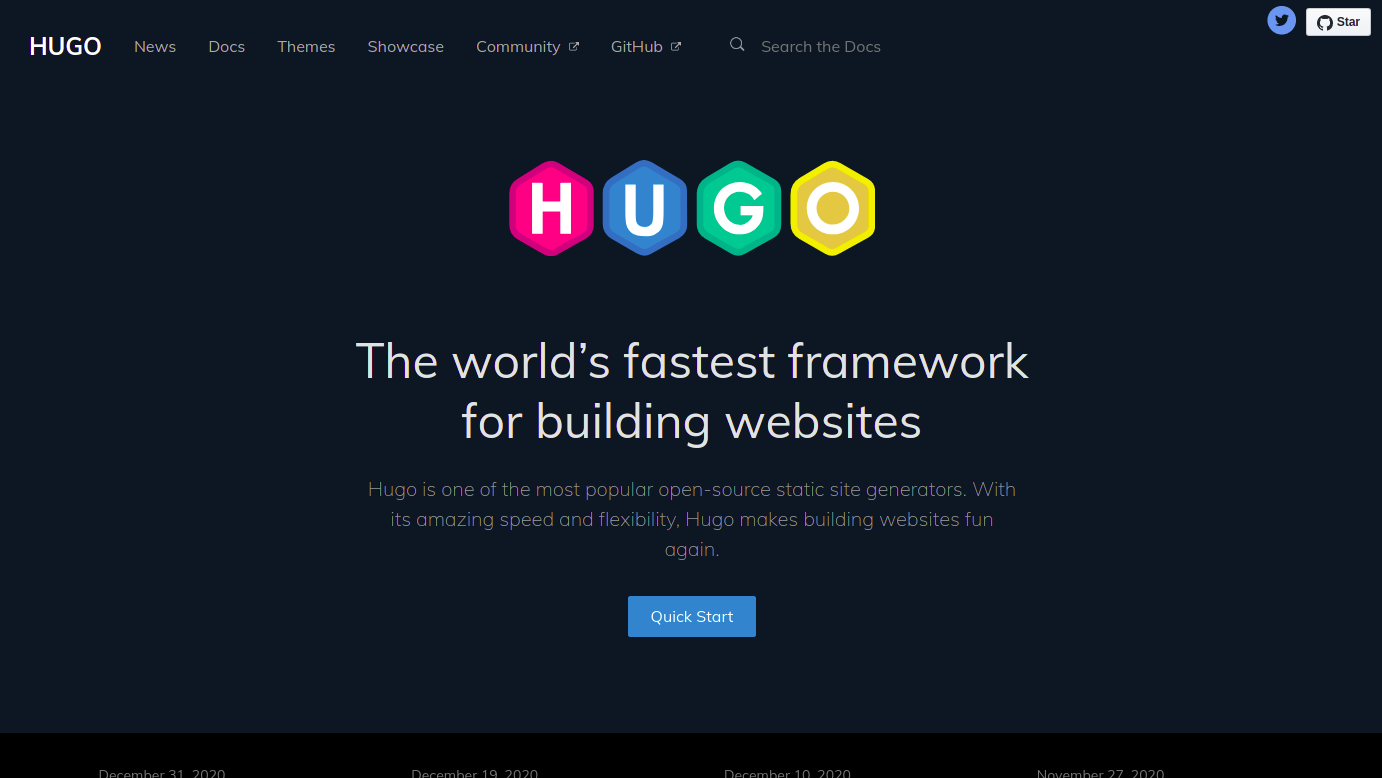 HUGO News Docs Themes Showcase Community GitHub Search the Docs Star
HUGO
The world’s fastest framework
for building websites
Hugo is one of the most popular open-source static site generators. With
its amazing speed and flexibility, Hugo makes building websites fun
again.
Quick Start
December 31, 2020 December 19, 2020 December 10, 2020 November 27, 2020